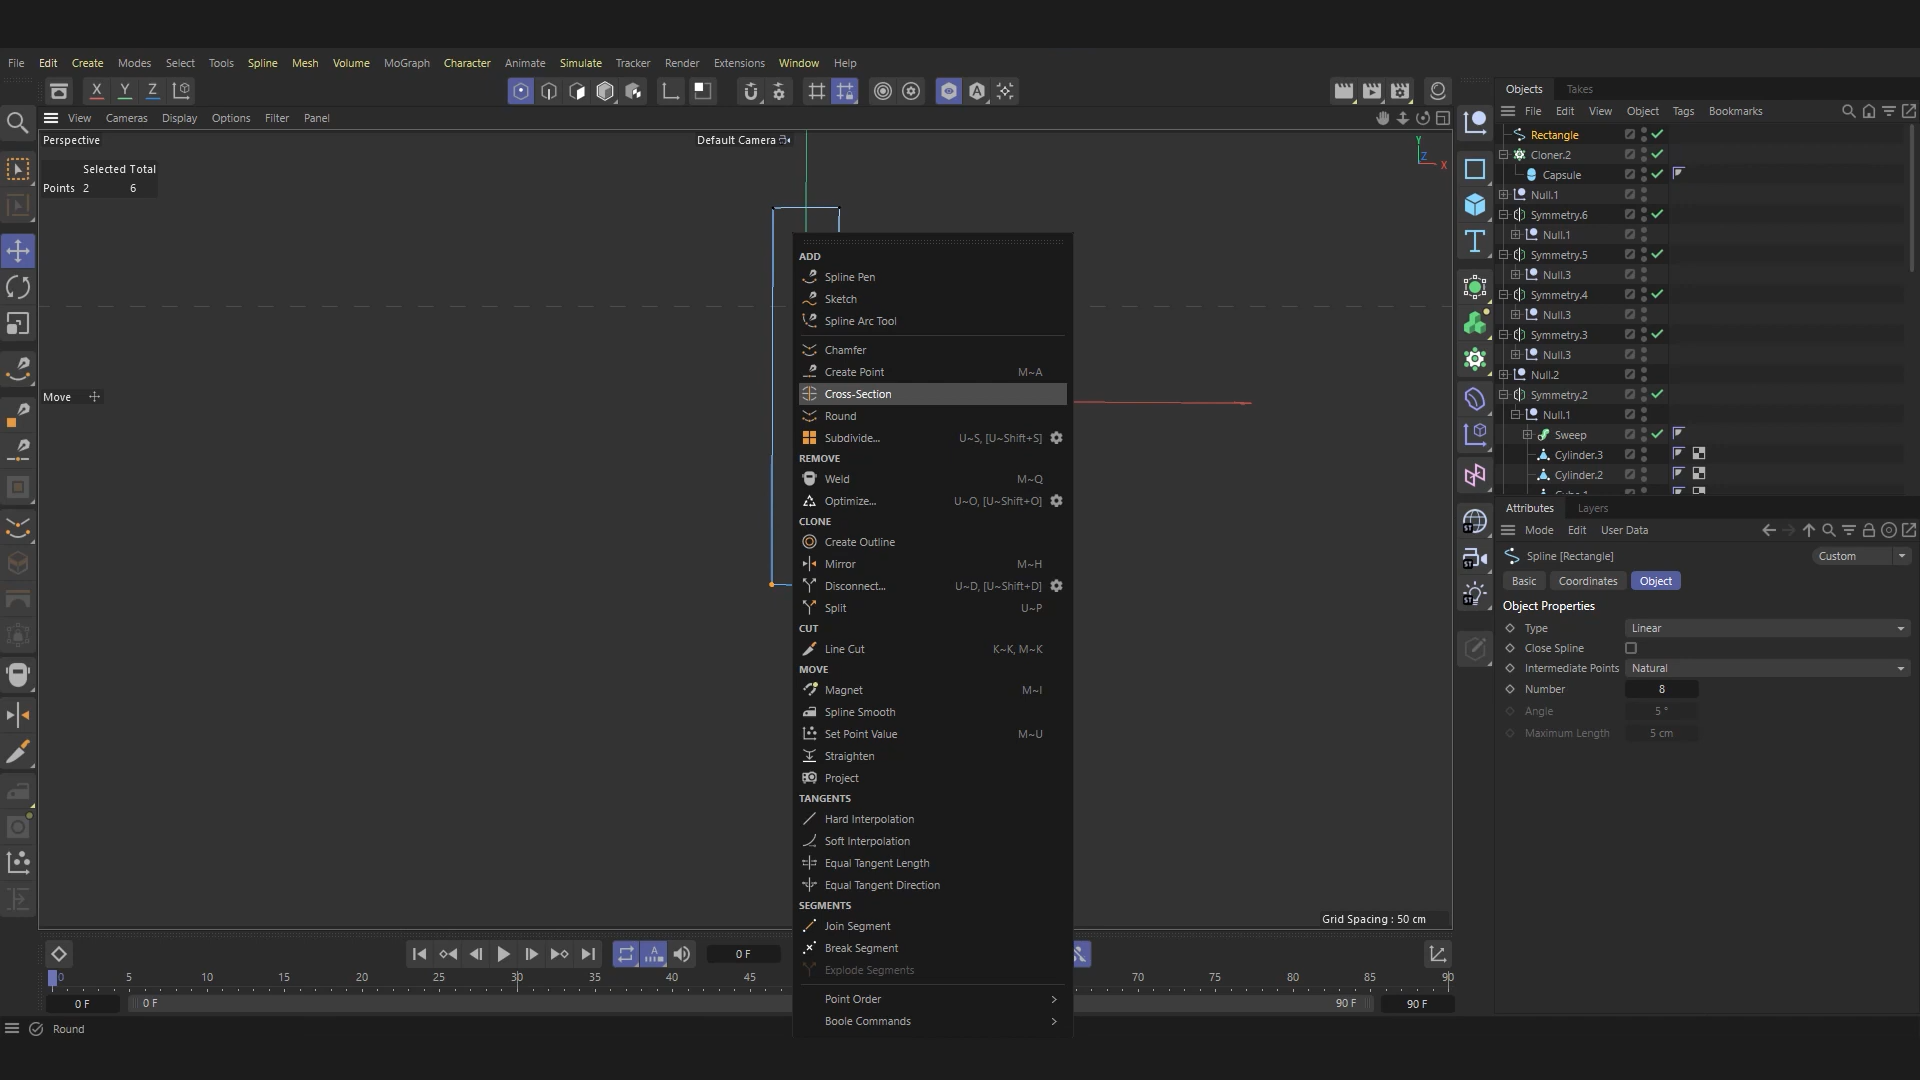 File Edit Create Modes Select Tools Spline Mesh Volume MoGraph Character Animate Simulate Tracker Render Extensions Window Help
X Y Z
View Cameras Display Options Filter Panel
Perspective
Default Camera
Y
Z
X
Selected Total
Points 2 6
Move
ADD
Spline Pen
Sketch
Spline Arc Tool
Chamfer
Create Point M~A
Cross-Section
Round
Subdivide... U~S, [U~Shift+S]
REMOVE
Weld M~Q
Optimize... U~O, [U~Shift+O]
CLONE
Create Outline
Mirror M~H
Disconnect... U~D, [U~Shift+D]
Split U~P
CUT
Line Cut K~K, M~K
MOVE
Magnet M~I
Spline Smooth
Set Point Value M~U
Straighten
Project
TANGENTS
Hard Interpolation
Soft Interpolation
Equal Tangent Length
Equal Tangent Direction
SEGMENTS
Join Segment
Break Segment
Explode Segments
Point Order
Boole Commands
Grid Spacing : 50 cm
0 F
0 5 10 15 20 25 30 35 40 45 70 75 80 85 90
0 F 0 F 90 F 90 F
Round
Objects Takes
File Edit View Object Tags Bookmarks
Rectangle
Cloner.2
Capsule
Null.1
Symmetry.6
Null.1
Symmetry.5
Null.3
Symmetry.4
Null.3
Symmetry.3
Null.3
Null.2
Symmetry.2
Null.1
Sweep
Cylinder.3
Cylinder.2
Attributes Layers
Mode Edit User Data
Spline [Rectangle] Custom
Basic Coordinates Object
Object Properties
Type Linear
Close Spline
Intermediate Points Natural
Number 8
Angle 5 °
Maximum Length 5 cm